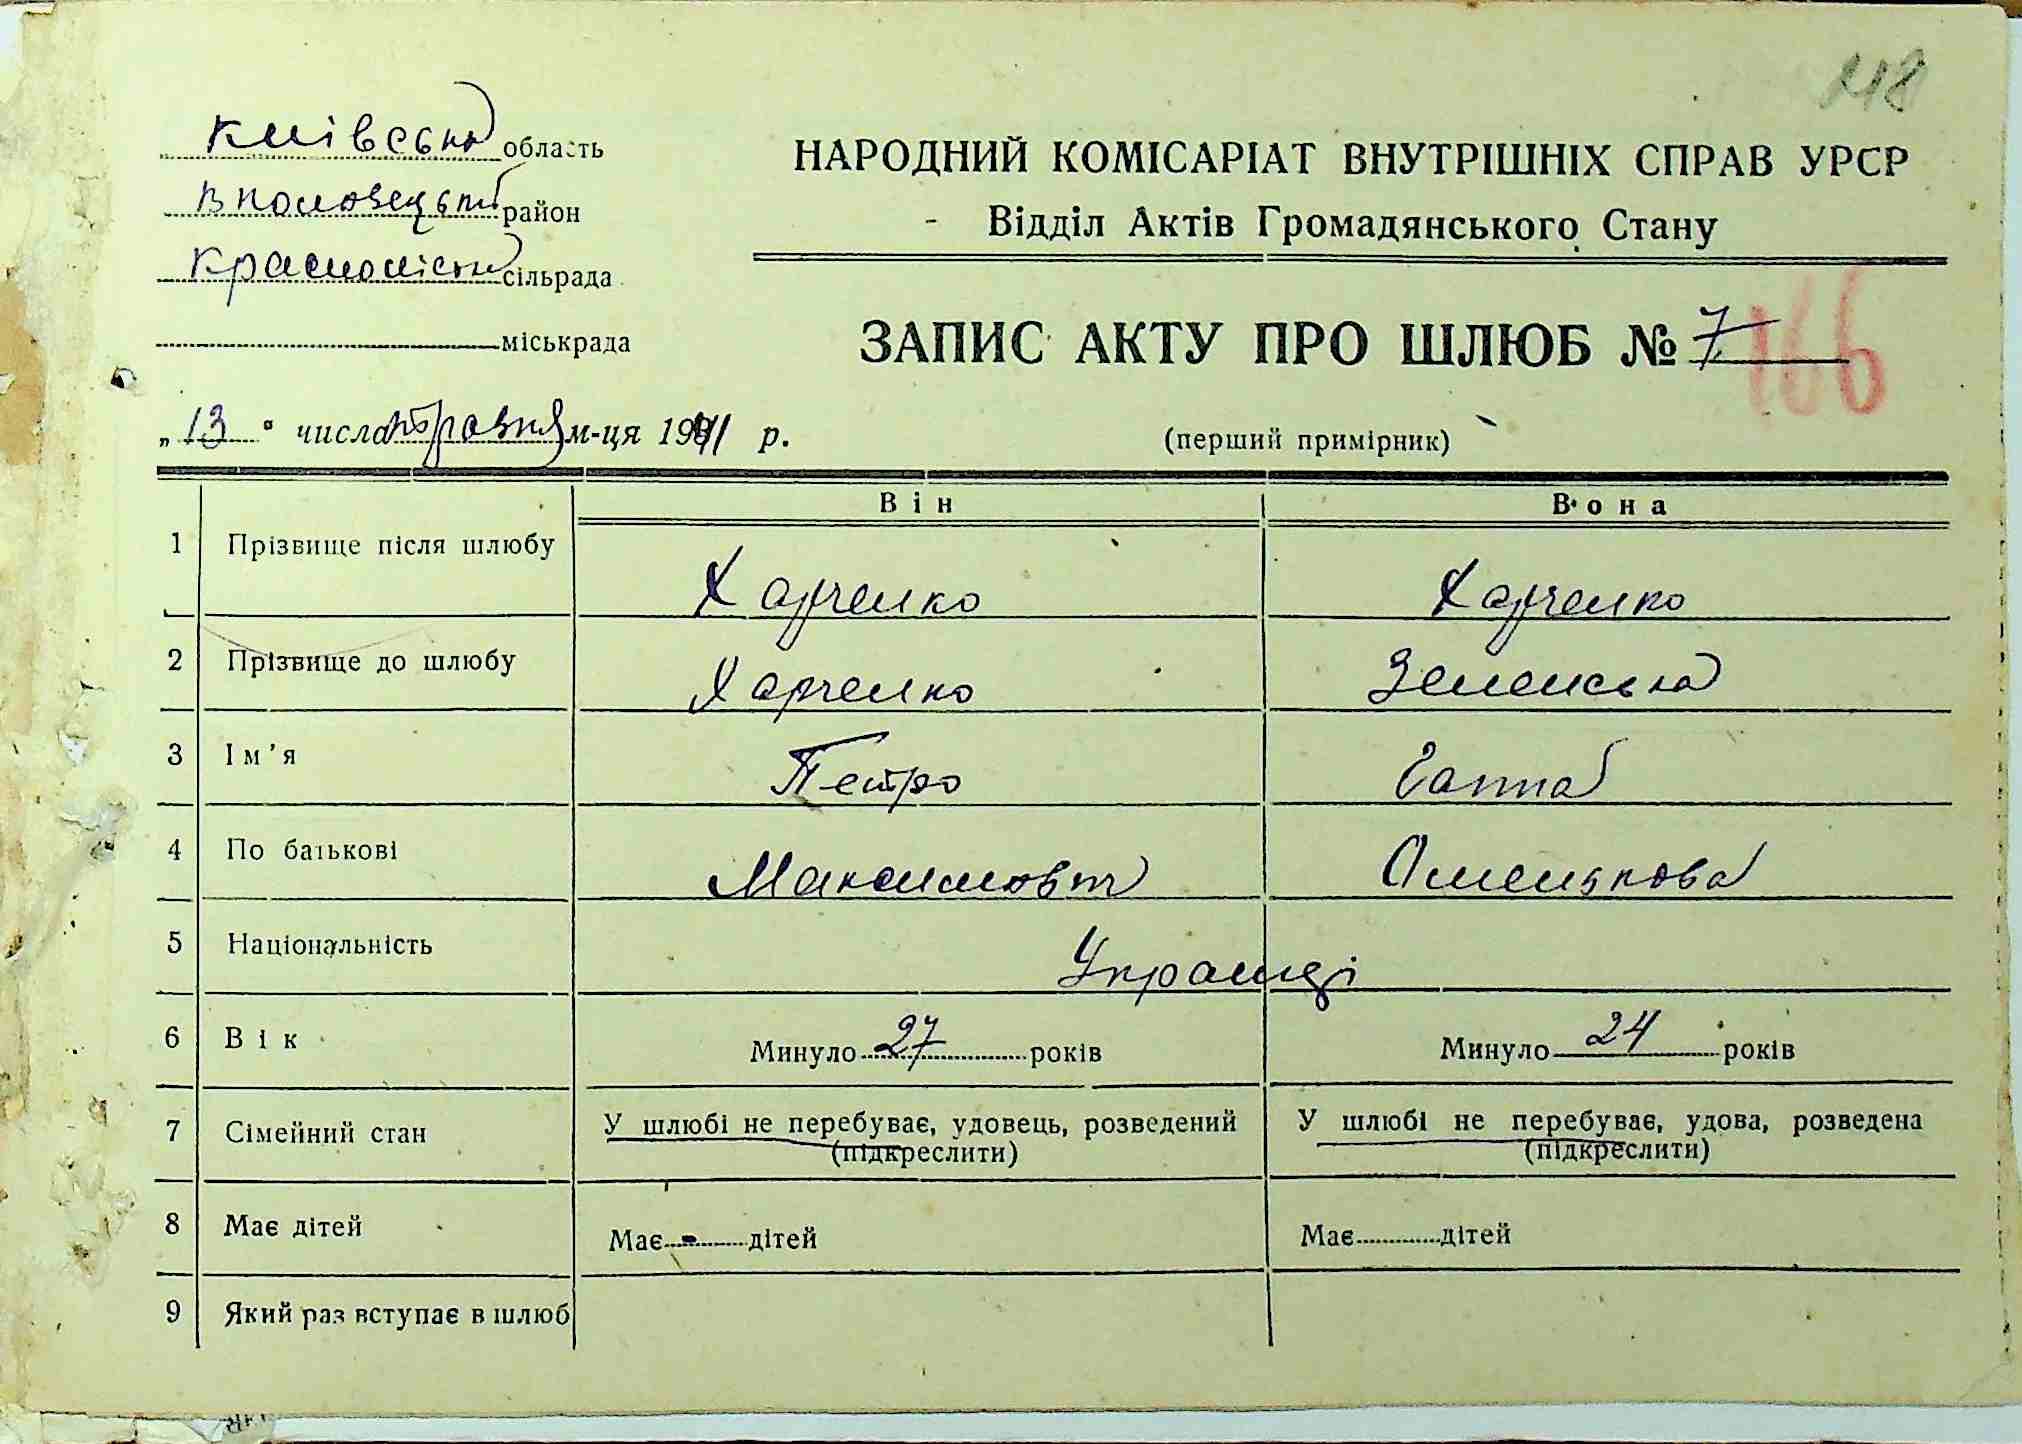 218
Київська область
В половецький район
Красноліськ сільрада
міськрада
НАРОДНИЙ КОМІСАРІАТ ВНУТРІШНІХ СПРАВ УРСР
Відділ Актів Громадянського Стану
ЗАПИС АКТУ ПРО ШЛЮБ № 7
166
„13" числа травня м-ця 1941 р.
(перший примірник)
Він Вона
1 Прізвище після шлюбу Харченко Харченко
2 Прізвище до шлюбу Харченко Зеленська
3 Ім'я Петро Ганна
4 По батькові Максимович Омелькова
5 Національність Українці
6 Вік Минуло 27 років Минуло 24 років
7 Сімейний стан У шлюбі не перебуває, удовець, розведений У шлюбі не перебуває, удова, розведена
(підкреслити) (підкреслити)
8 Має дітей Має - дітей Має дітей
9 Який раз вступає в шлюб